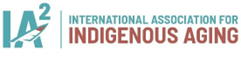 IA²
INTERNATIONAL ASSOCIATION FOR
INDIGENOUS AGING